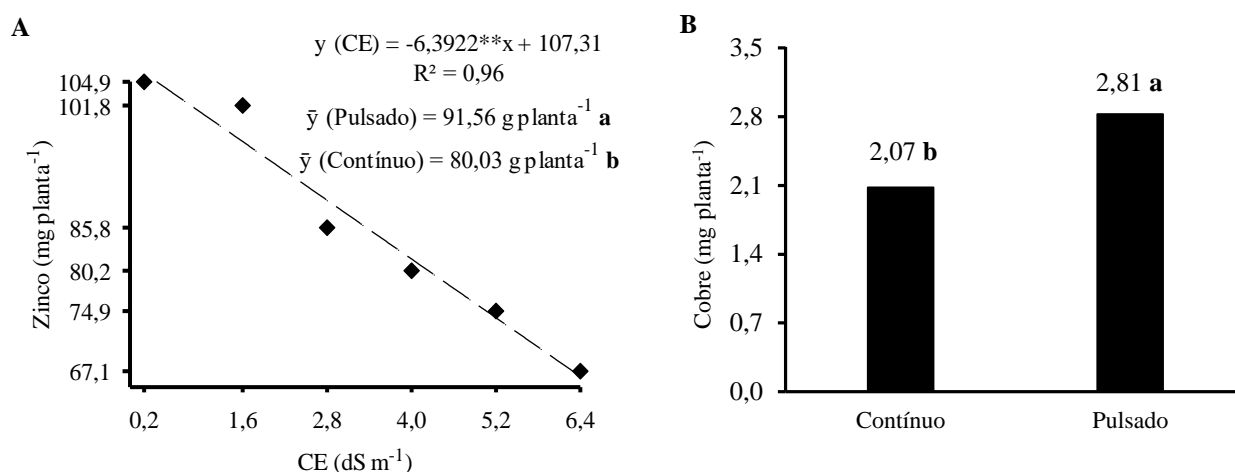 A
y (CE) = -6,3922**x + 107,31
R² = 0,96
ȳ (Pulsado) = 91,56 g planta⁻¹ a
ȳ (Contínuo) = 80,03 g planta⁻¹ b
Zinco (mg planta⁻¹)
104,9
101,8
85,8
80,2
74,9
67,1
0,2 1,6 2,8 4,0 5,2 6,4
CE (dS m⁻¹)
B
Cobre (mg planta⁻¹)
3,5
2,8
2,1
1,4
0,7
0,0
2,07 b
2,81 a
Contínuo Pulsado